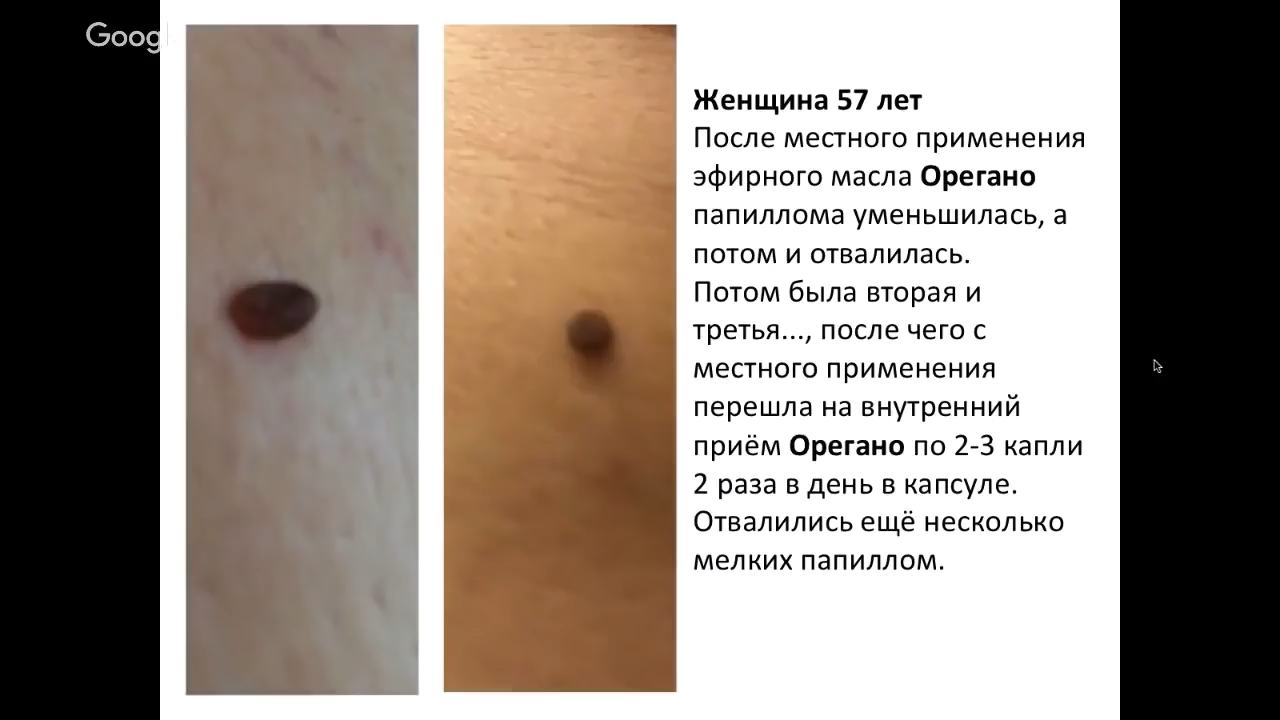 Goog
Женщина 57 лет
После местного применения
эфирного масла Орегано
папиллома уменьшилась, а
потом и отвалилась.
Потом была вторая и
третья..., после чего с
местного применения
перешла на внутренний
приём Орегано по 2-3 капли
2 раза в день в капсуле.
Отвалились ещё несколько
мелких папиллом.